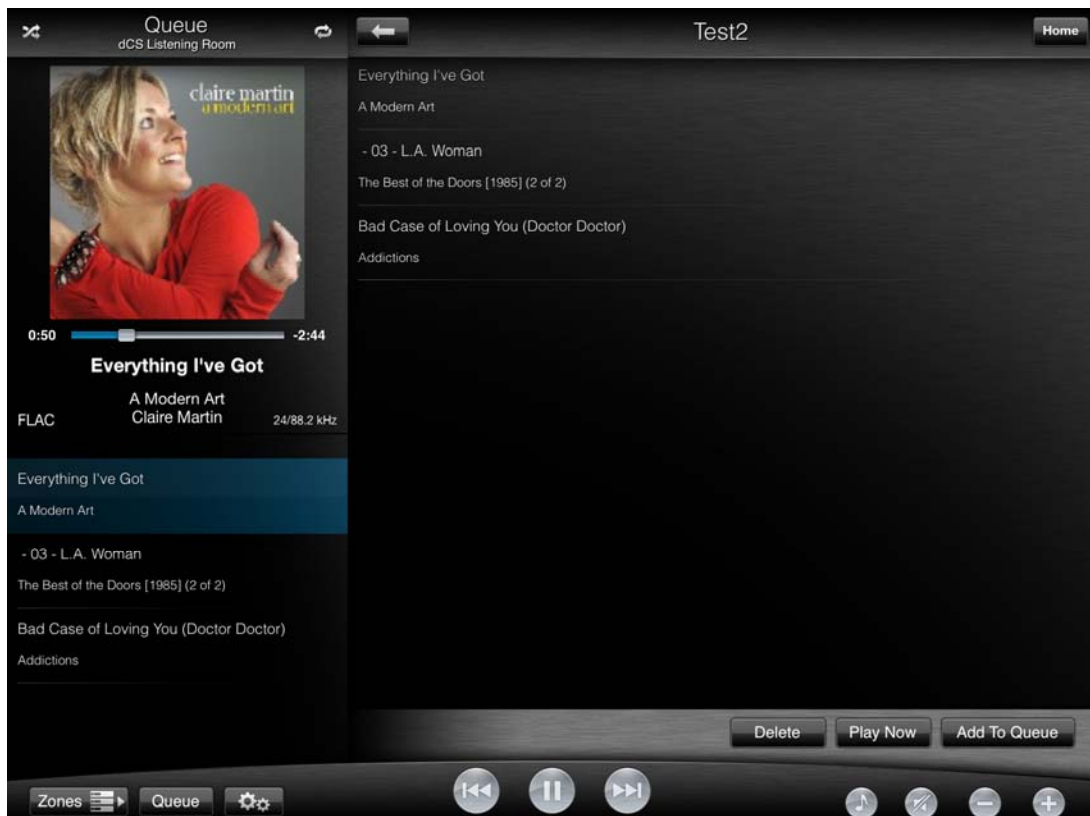 Queue
dCS Listening Room
claire martin
a modern art
0:50
-2:44
Everything I've Got
A Modern Art
FLAC
Claire Martin
24/88.2 kHz
Everything I've Got
A Modern Art
- 03 - L.A. Woman
The Best of the Doors [1985] (2 of 2)
Bad Case of Loving You (Doctor Doctor)
Addictions
Test2
Home
Everything I've Got
A Modern Art
- 03 - L.A. Woman
The Best of the Doors [1985] (2 of 2)
Bad Case of Loving You (Doctor Doctor)
Addictions
Delete
Play Now
Add To Queue
Zones
Queue